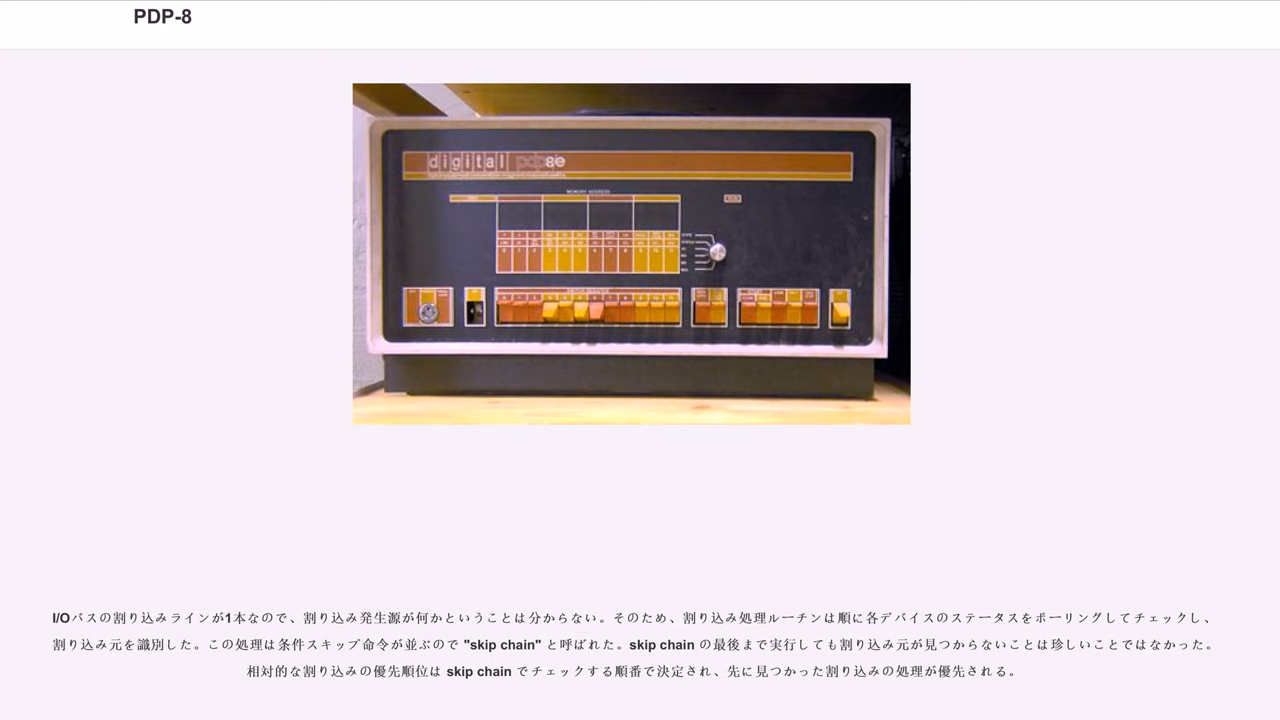 PDP-8
digital pdp8/e
MEMORY ADDRESS
I/Oバスの割り込みラインが1本なので、割り込み発生源が何かということは分からない。そのため、割り込み処理ルーチンは順に各デバイスのステータスをポーリングしてチェックし、
割り込み元を識別した。この処理は条件スキップ命令が並ぶので "skip chain" と呼ばれた。skip chain の最後まで実行しても割り込み元が見つからないことは珍しいことではなかった。
相対的な割り込みの優先順位は skip chain でチェックする順番で決定され、先に見つかった割り込みの処理が優先される。